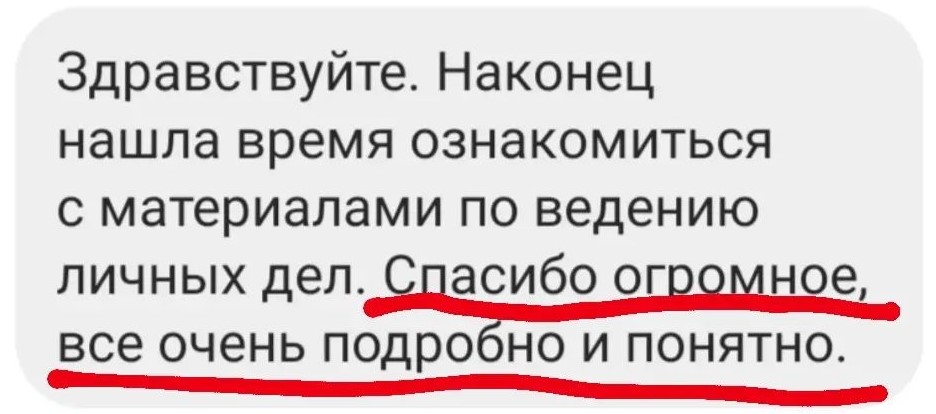 Здравствуйте. Наконец
нашла время ознакомиться
с материалами по ведению
личных дел. Спасибо огромное,
все очень подробно и понятно.